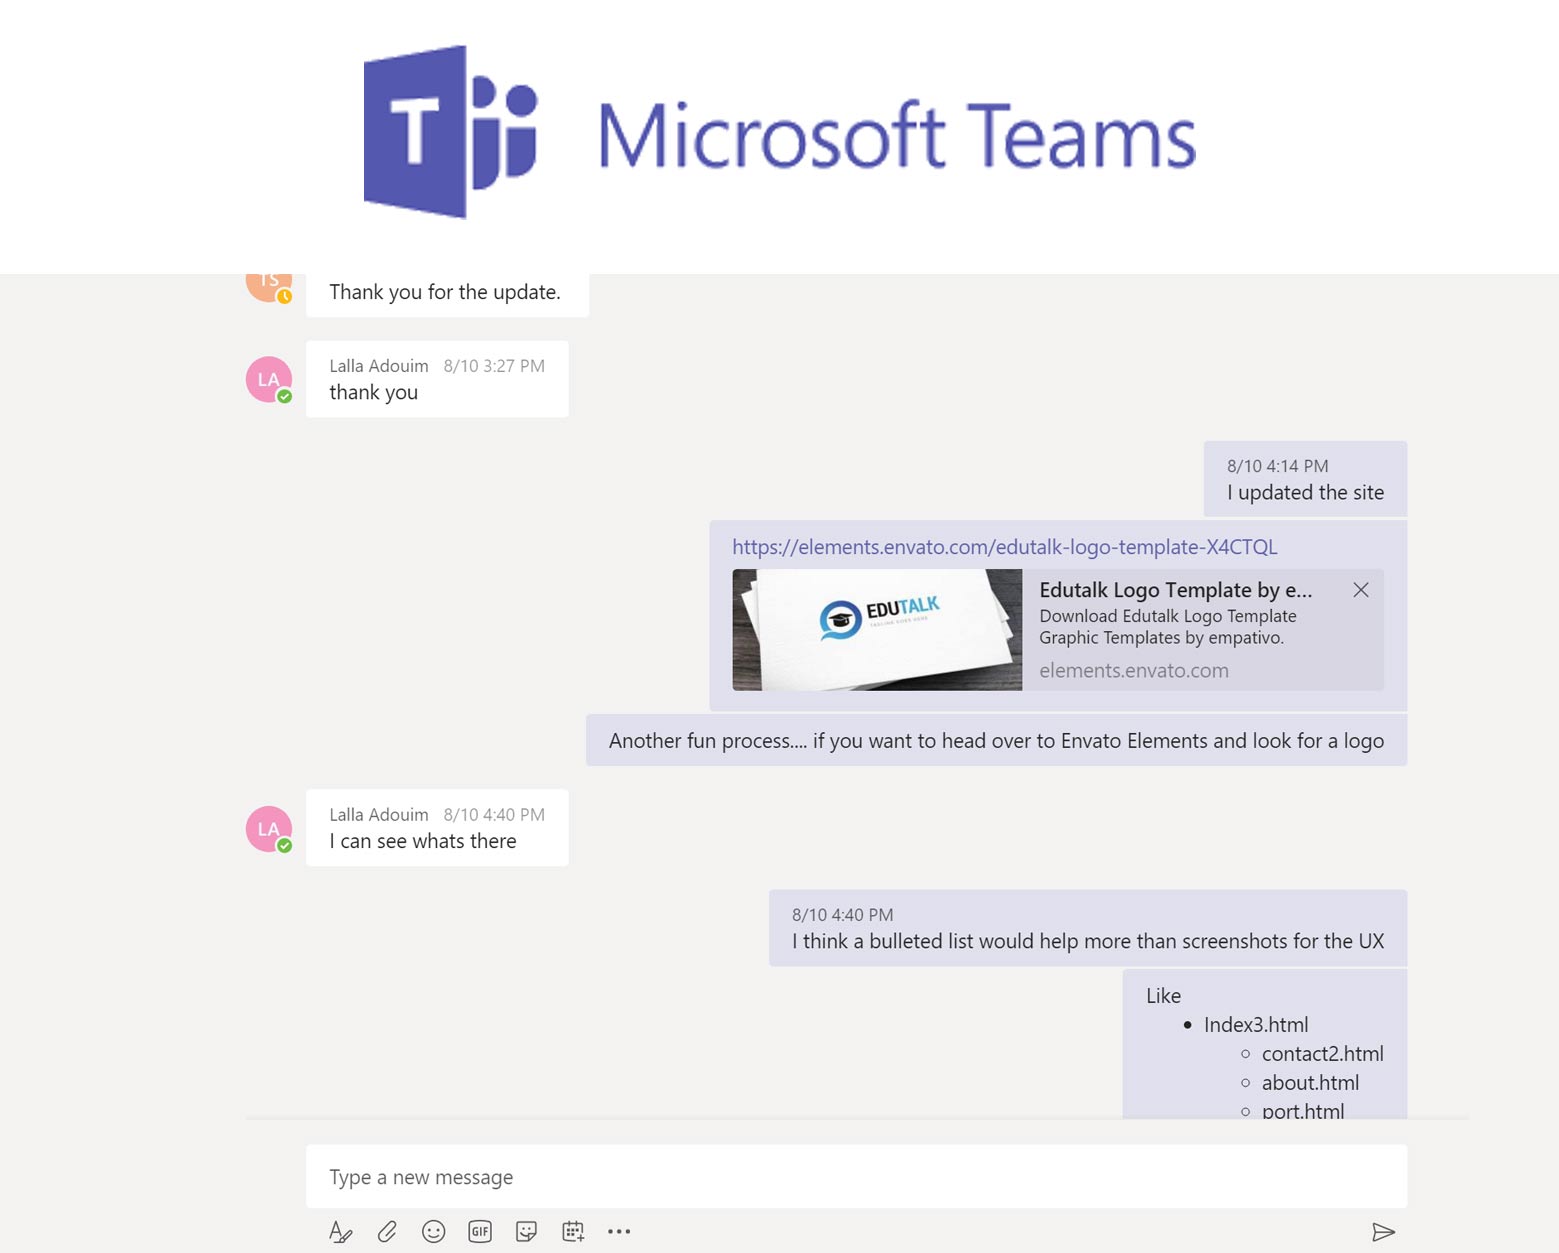 T
Microsoft Teams
TS
Thank you for the update.
LA
Lalla Adouim 8/10 3:27 PM
thank you
8/10 4:14 PM
I updated the site
https://elements.envato.com/edutalk-logo-template-X4CTQL
EDUTALK
TAGLINE GOES HERE
Edutalk Logo Template by e...
Download Edutalk Logo Template
Graphic Templates by empativo.
elements.envato.com
Another fun process.... if you want to head over to Envato Elements and look for a logo
LA
Lalla Adouim 8/10 4:40 PM
I can see whats there
8/10 4:40 PM
I think a bulleted list would help more than screenshots for the UX
Like
• Index3.html
○ contact2.html
○ about.html
○ port.html
Type a new message
GIF